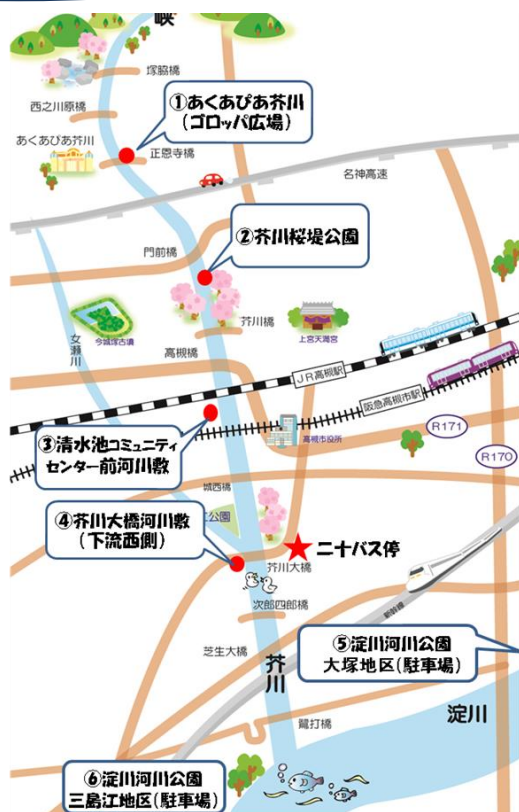 峡
塚脇橋
西之川原橋
①あくあぴあ芥川
(ゴロッパ広場)
あくあぴあ芥川
正恩寺橋
名神高速
②芥川桜堤公園
門前橋
芥川橋
上宮天満宮
今城塚古墳
女瀬川
高槻橋
JR高槻駅
阪急高槻市駅
R171
高槻市役所
③清水池コミュニティ
センター前河川敷
R170
城西橋
公園
④芥川大橋河川敷
(下流西側)
二十バス停
芥川大橋
次郎四郎橋
新幹線
⑤淀川河川公園
大塚地区(駐車場)
芝生大橋
芥川
淀川
鷺打橋
⑥淀川河川公園
三島江地区(駐車場)